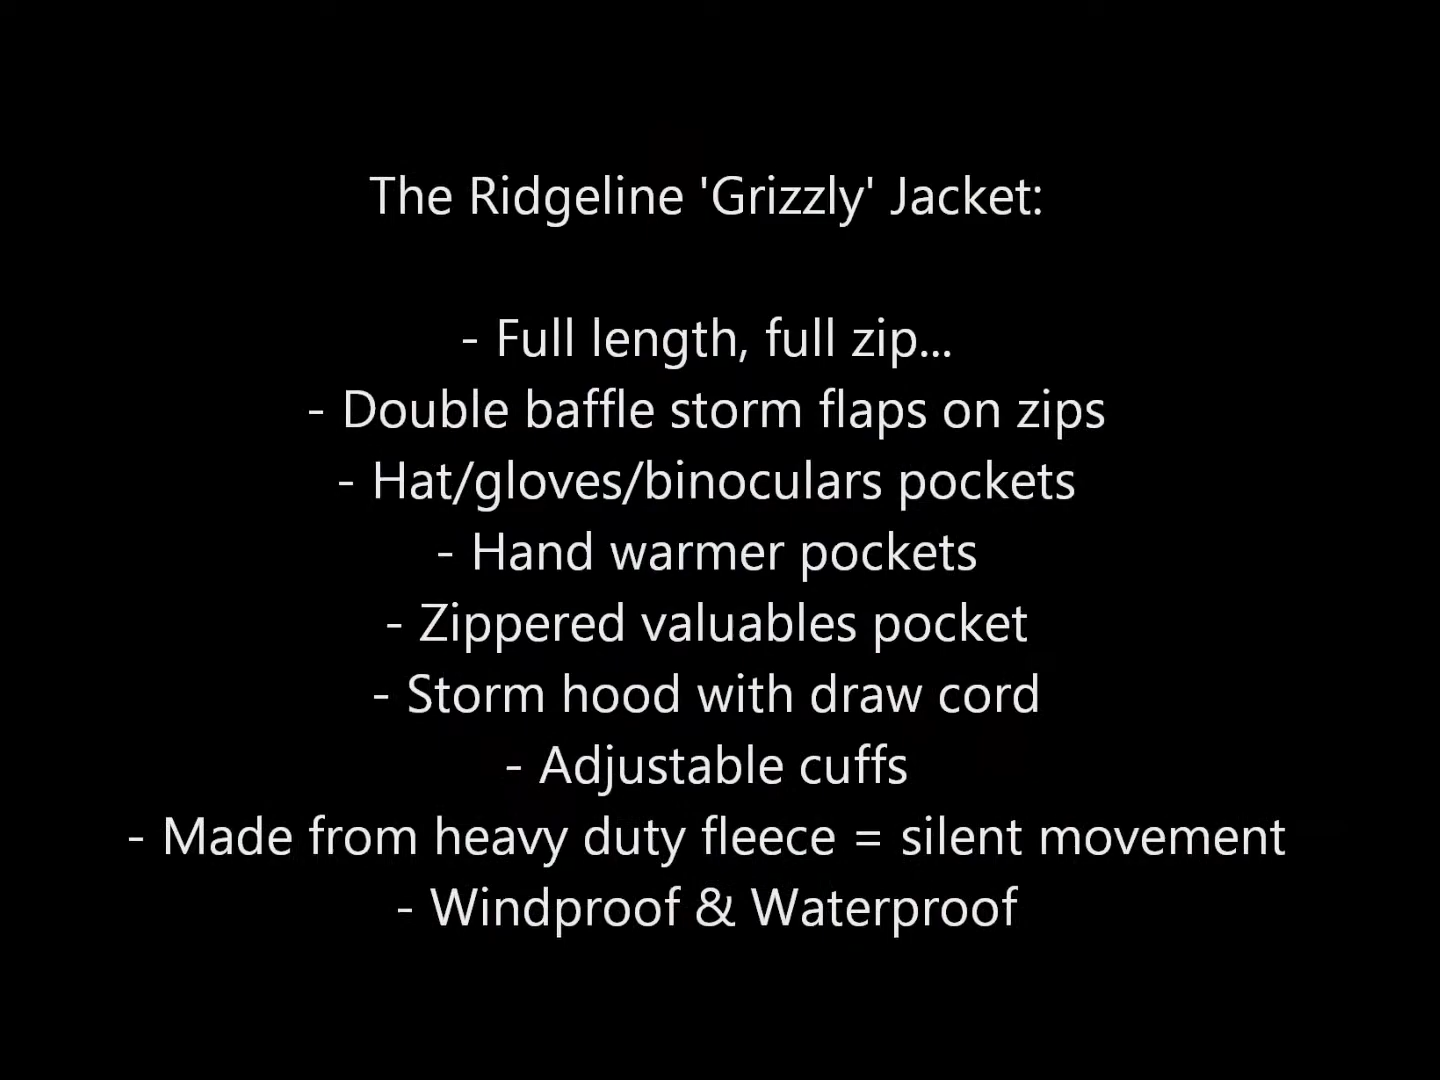 The Ridgeline 'Grizzly' Jacket:
- Full length, full zip...
- Double baffle storm flaps on zips
- Hat/gloves/binoculars pockets
- Hand warmer pockets
- Zippered valuables pocket
- Storm hood with draw cord
- Adjustable cuffs
- Made from heavy duty fleece = silent movement
- Windproof & Waterproof